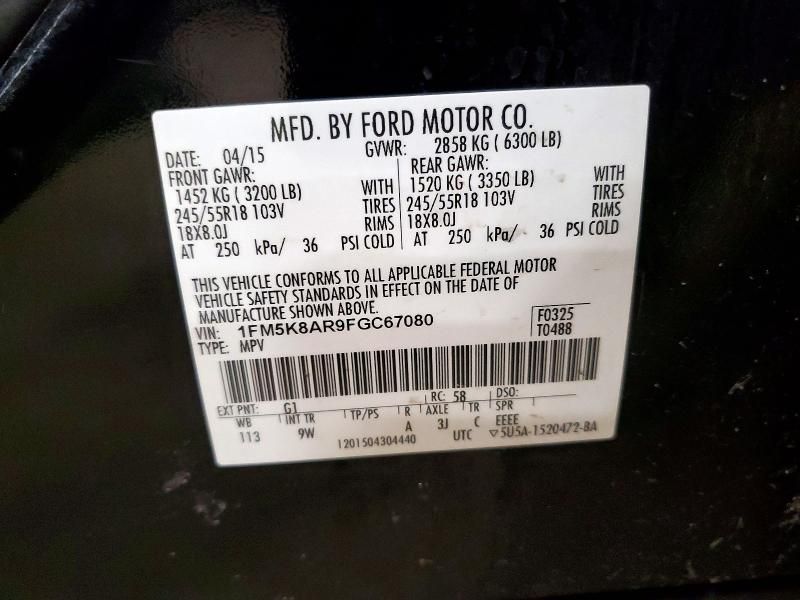 MFD. BY FORD MOTOR CO.
DATE: 04/15 GVWR: 2858 KG ( 6300 LB)
FRONT GAWR: REAR GAWR:
1452 KG ( 3200 LB) WITH 1520 KG ( 3350 LB) WITH
245/55R18 103V TIRES 245/55R18 103V TIRES
18X8.0J RIMS 18X8.0J RIMS
AT 250 kPa/ 36 PSI COLD AT 250 kPa/ 36 PSI COLD
THIS VEHICLE CONFORMS TO ALL APPLICABLE FEDERAL MOTOR
VEHICLE SAFETY STANDARDS IN EFFECT ON THE DATE OF
MANUFACTURE SHOWN ABOVE.
VIN: 1FM5K8AR9FGC67080 F0325
TYPE: MPV T0488
EXT PNT: G1 RC: 58 DSO:
WB INT TR TP/PS R AXLE TR SPR
113 9W A 3J C EEEE
1201504304440 UTC ▽5U5A-1520472-BA